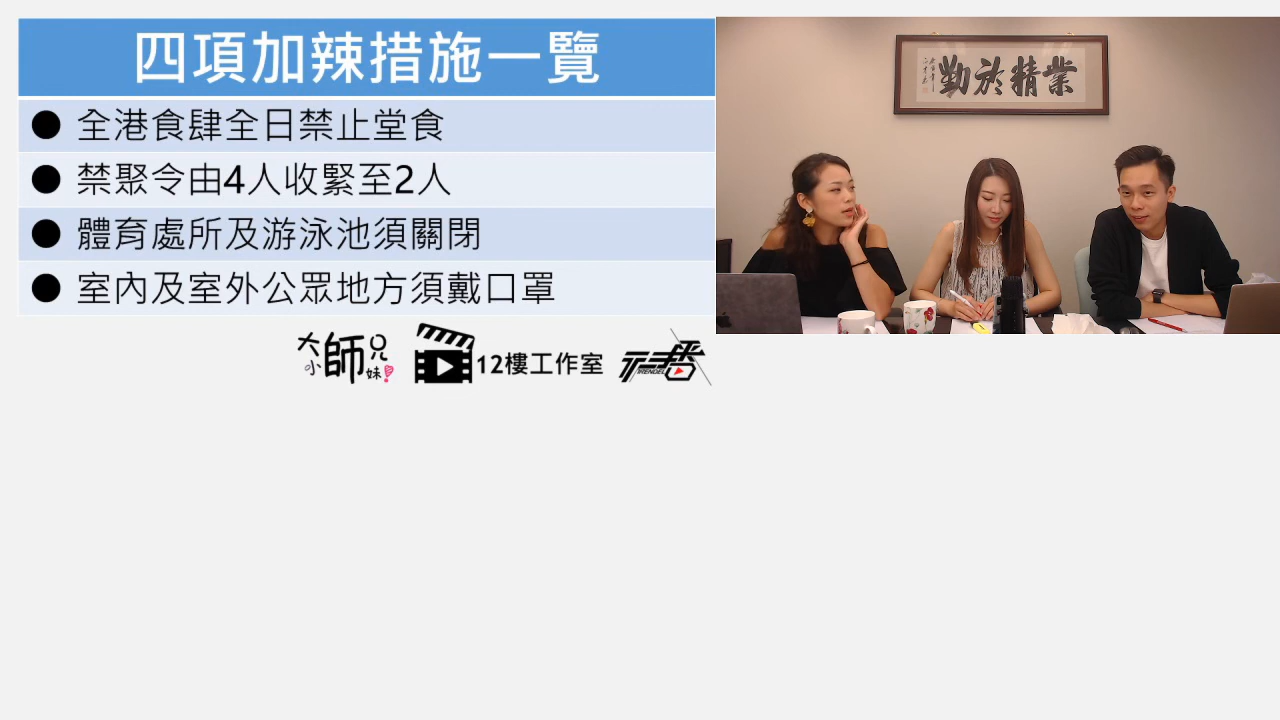 四項加辣措施一覽
● 全港食肆全日禁止堂食
● 禁聚令由4人收緊至2人
● 體育處所及游泳池須關閉
● 室內及室外公眾地方須戴口罩
大小師兄妹!
12樓工作室
TRENDEL
業精於勤